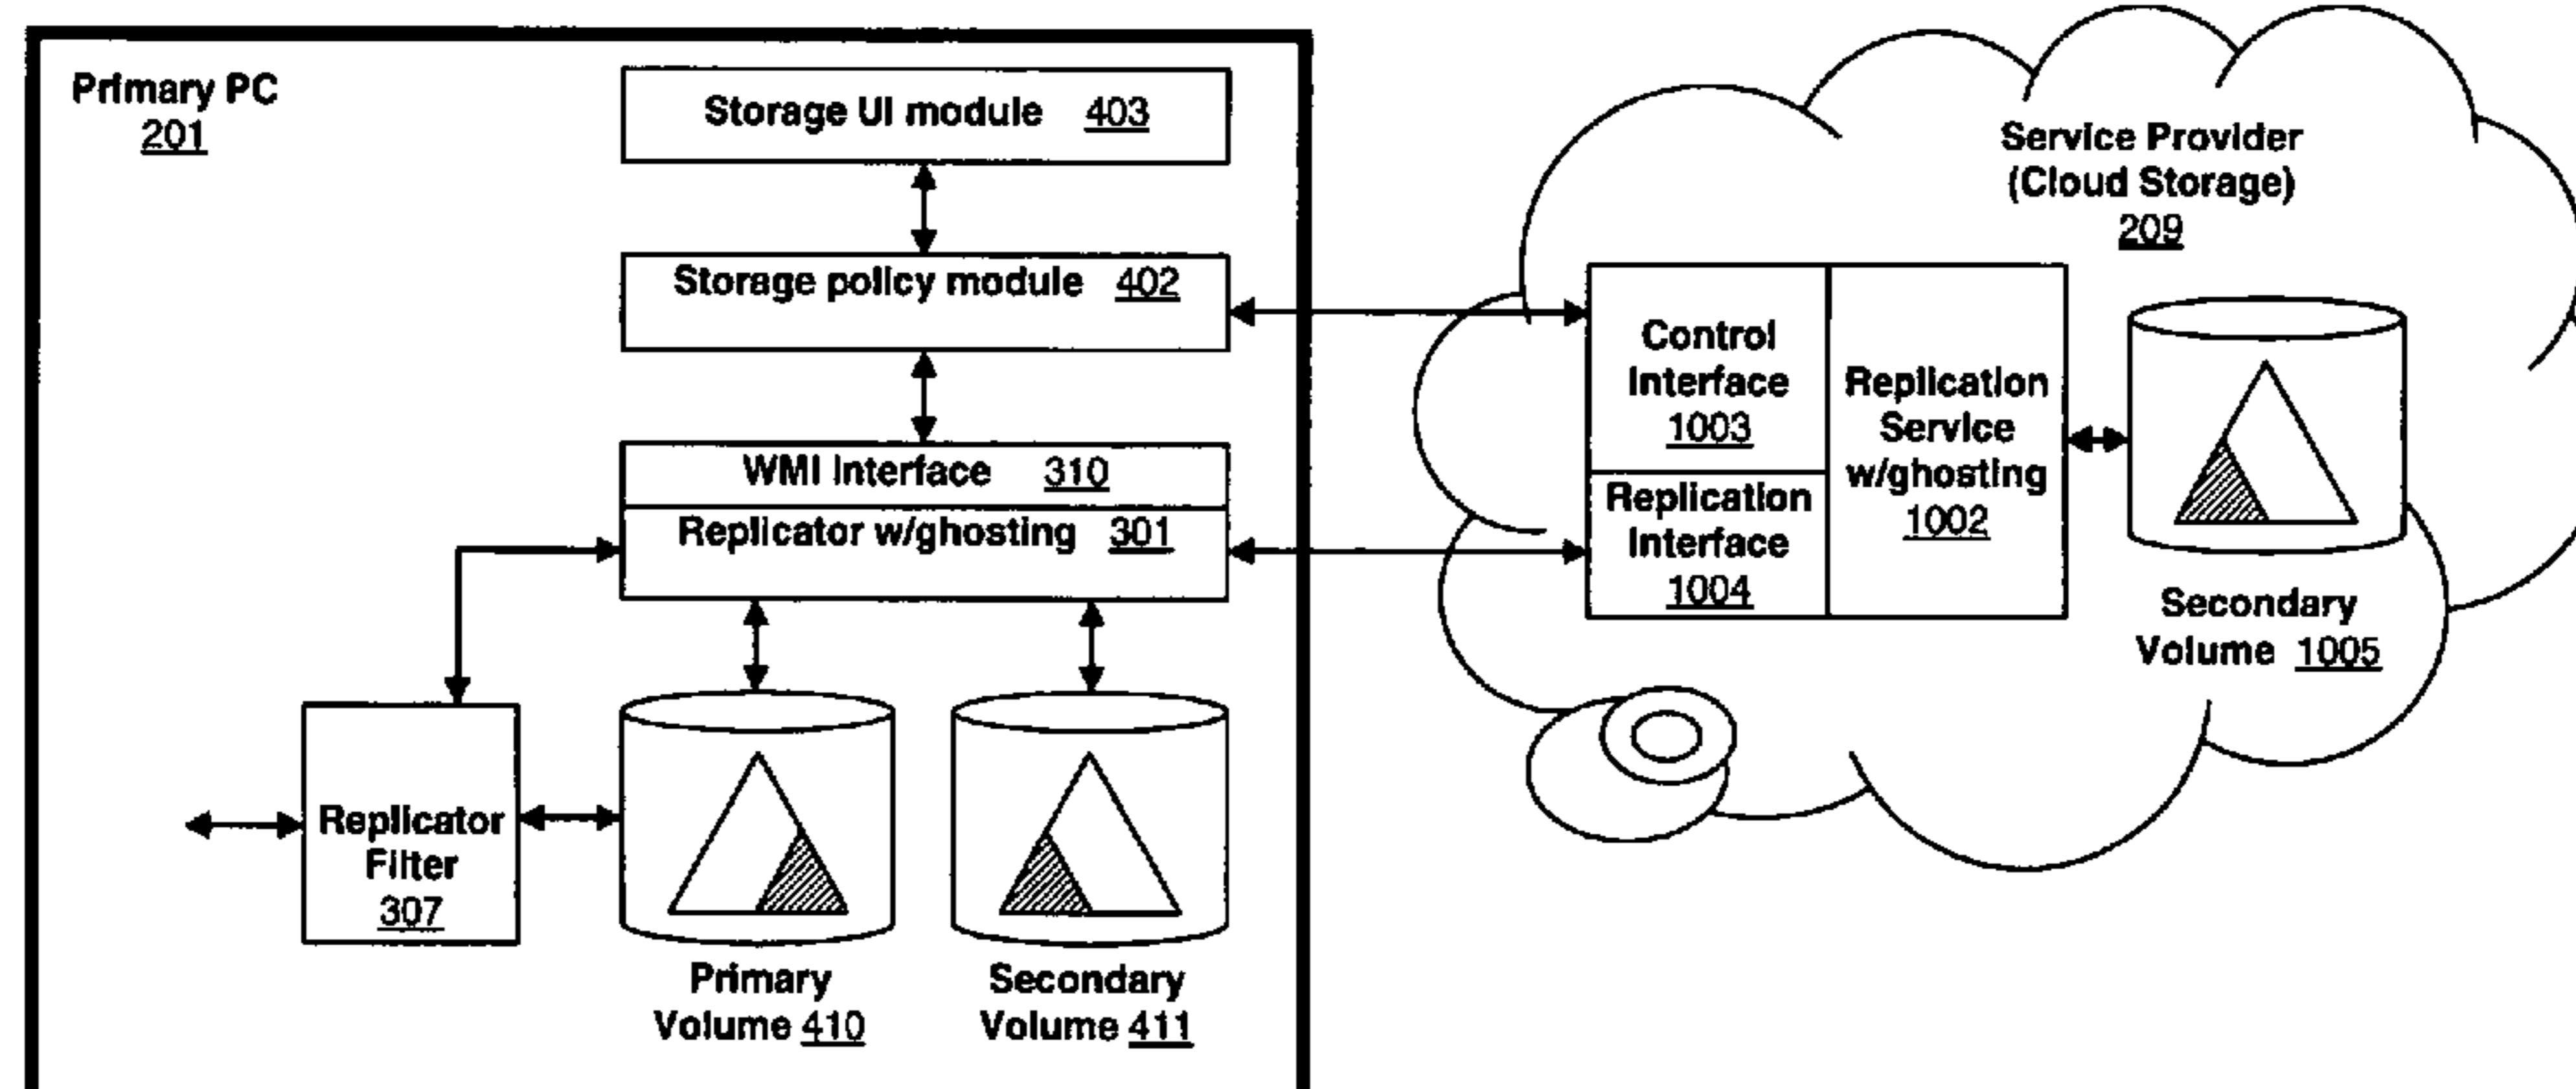 Primary PC
201
Storage UI module 403
Storage policy module 402
WMI Interface 310
Replicator w/ghosting 301
Replicator
Filter
307
Primary
Volume 410
Secondary
Volume 411
Service Provider
(Cloud Storage)
209
Control
Interface
1003
Replication
Interface
1004
Replication
Service
w/ghosting
1002
Secondary
Volume 1005